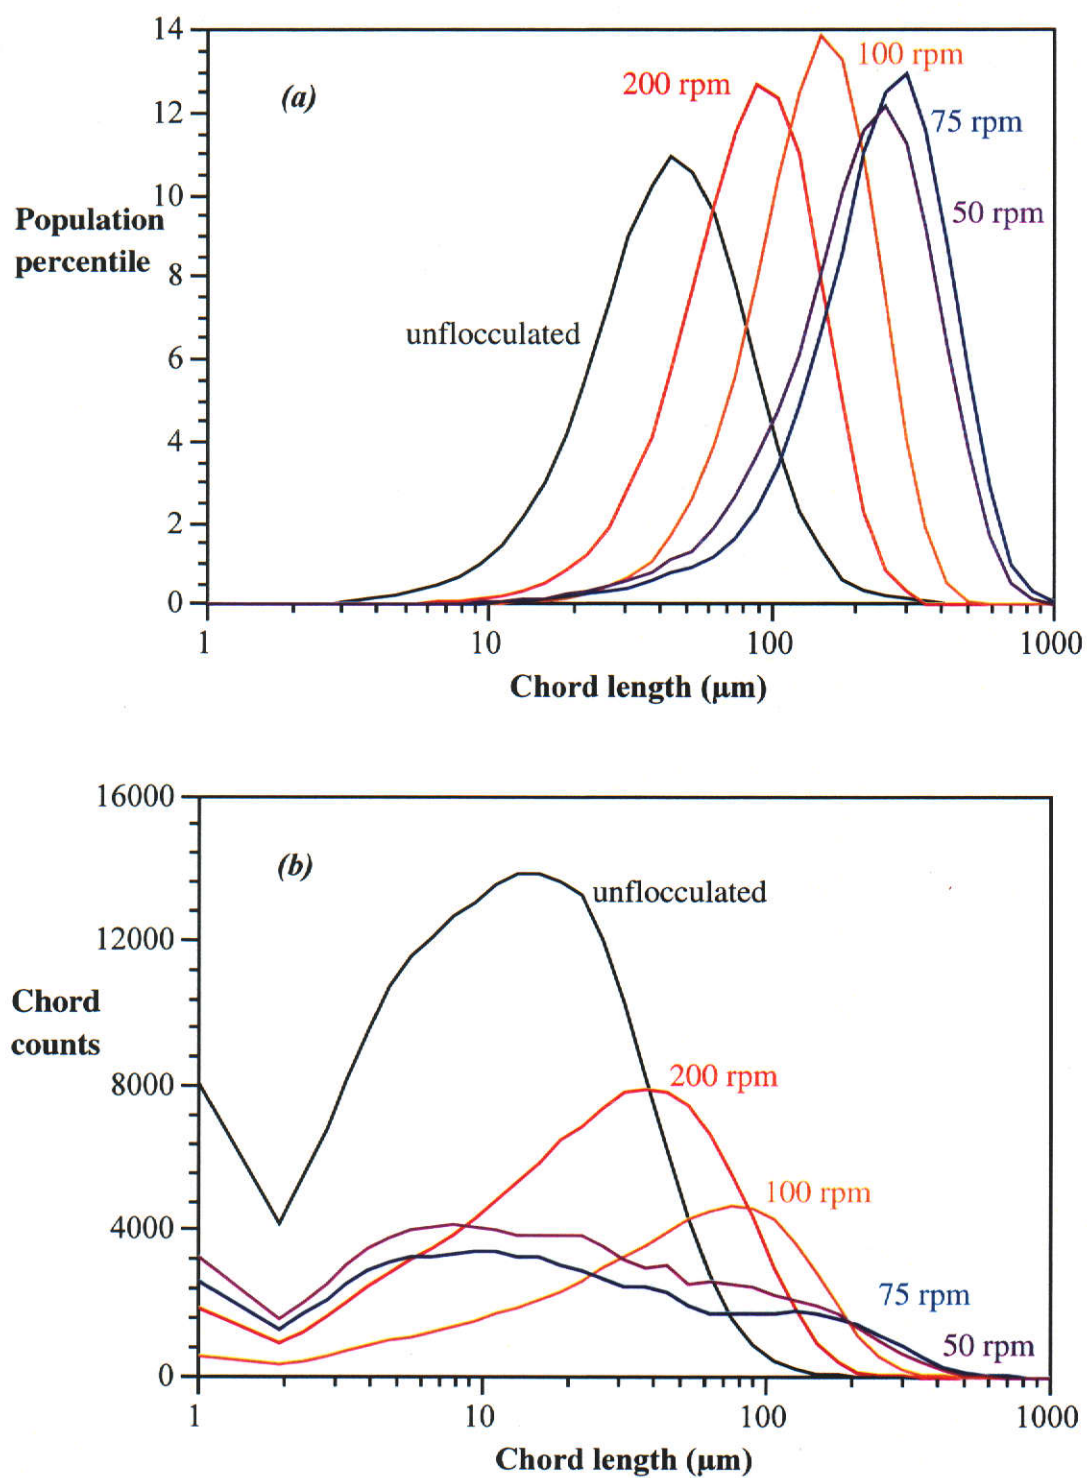 14
(a)
100 rpm
200 rpm
12
75 rpm
10
Population
percentile
50 rpm
8
unflocculated
6
4
2
0
1
10
100
1000
Chord length (μm)
16000
(b)
unflocculated
12000
Chord
counts
8000
200 rpm
100 rpm
4000
75 rpm
50 rpm
0
1
10
100
1000
Chord length (μm)